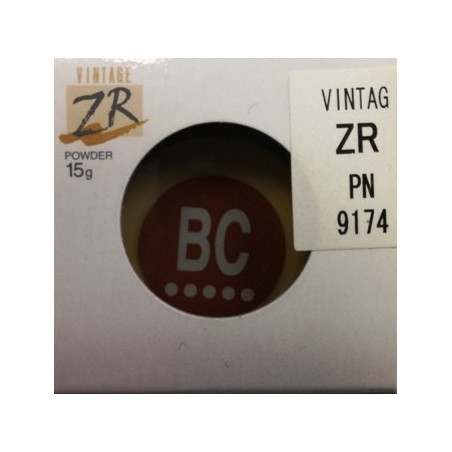 VINTAGE
ZR
POWDER
15g
BC
VINTAG
ZR
PN
9174